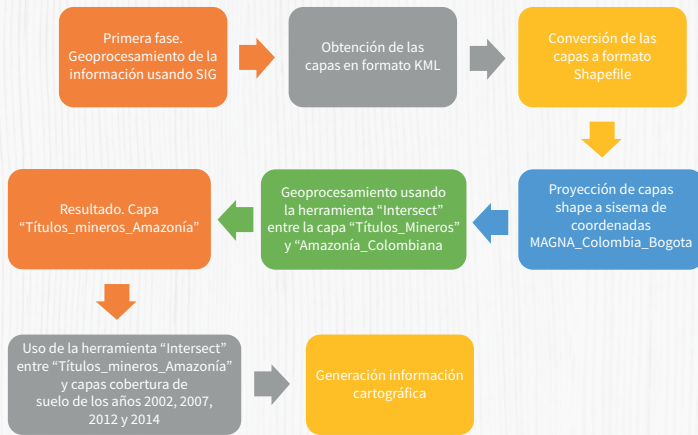 Primera fase.
Geoprocesamiento de la
información usando SIG
Obtención de las
capas en formato KML
Conversión de las
capas a formato
Shapefile
Proyección de capas
shape a sisema de
coordenadas
MAGNA_Colombia_Bogota
Geoprocesamiento usando
la herramienta “Intersect”
entre la capa “Títulos_Mineros”
y “Amazonía_Colombiana
Resultado. Capa
“Títulos_mineros_Amazonía”
Uso de la herramienta “Intersect”
entre “Títulos_mineros_Amazonía”
y capas cobertura de
suelo de los años 2002, 2007,
2012 y 2014
Generación información
cartográfica